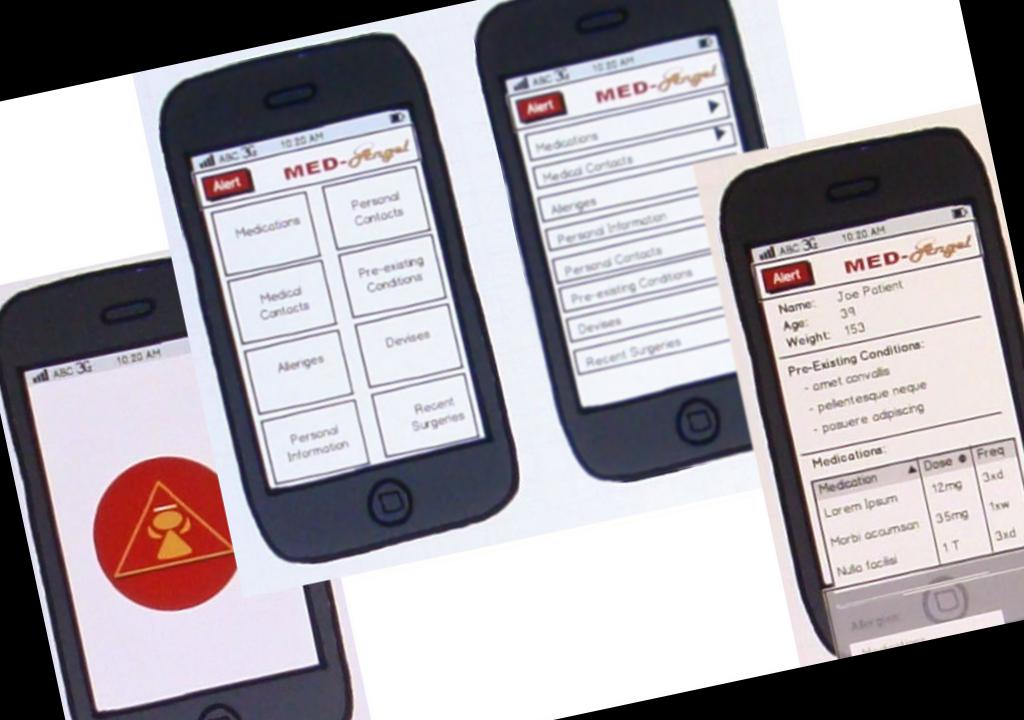 ABC 3G 10:20 AM
ABC 3G 10:20 AM
Alert MED-Angel
Medications
Personal
Contacts
Medical
Contacts
Pre-existing
Conditions
Alleriges
Devises
Personal
Information
Recent
Surgeries
ABC 3G 10:20 AM
Alert MED-Angel
Medications
Medical Contacts
Alleriges
Personal Information
Personal Contacts
Pre-existing Conditions
Devises
Recent Surgeries
ABC 3G 10:20 AM
Alert MED-Angel
Name: Joe Patient
Age: 39
Weight: 153
Pre-Existing Conditions:
- amet convallis
- pellentesque neque
- posuere adipiscing
Medications:
Medication Dose Freq
Lorem Ipsum 12mg 3xd
Morbi accumsan 35mg 1xw
Nulla facilisi 1 T 3xd
Allergies: